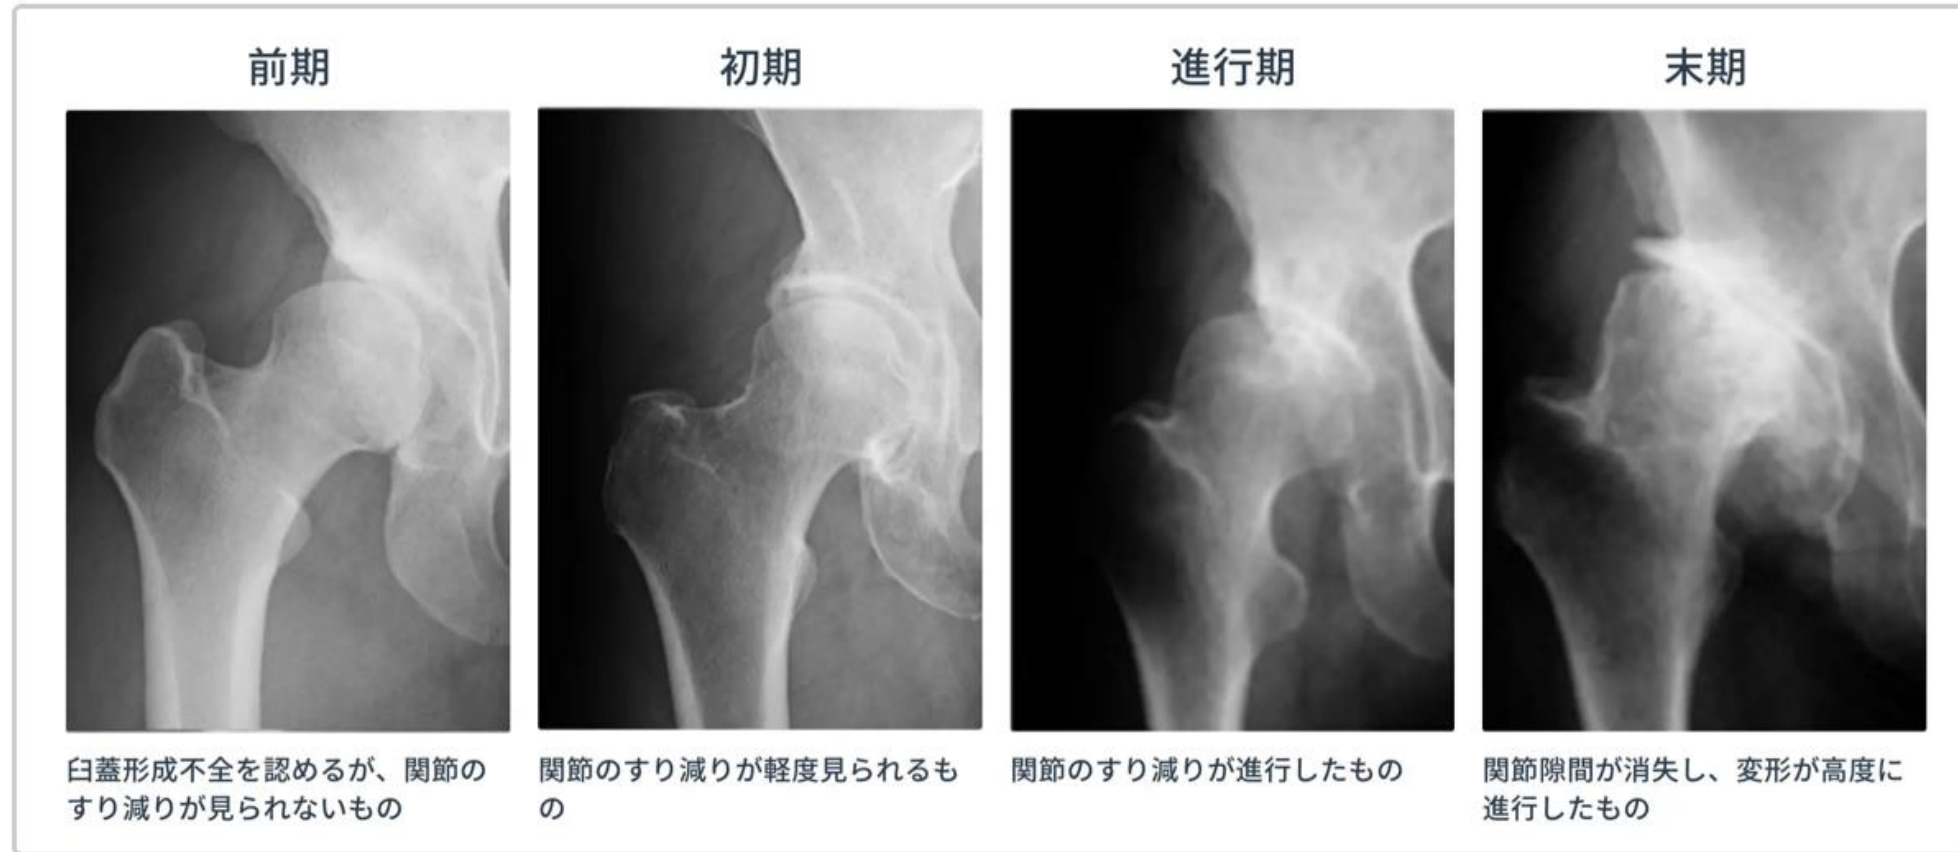 前期
初期
進行期
末期
臼蓋形成不全を認めるが、関節の
すり減りが見られないもの
関節のすり減りが軽度見られるも
の
関節のすり減りが進行したもの
関節隙間が消失し、変形が高度に
進行したもの